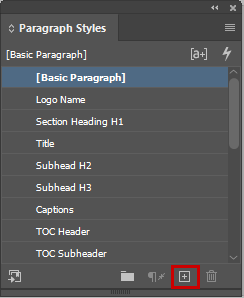 Paragraph Styles
[Basic Paragraph]
[a+]
[Basic Paragraph]
Logo Name
Section Heading H1
Title
Subhead H2
Subhead H3
Captions
TOC Header
TOC Subheader